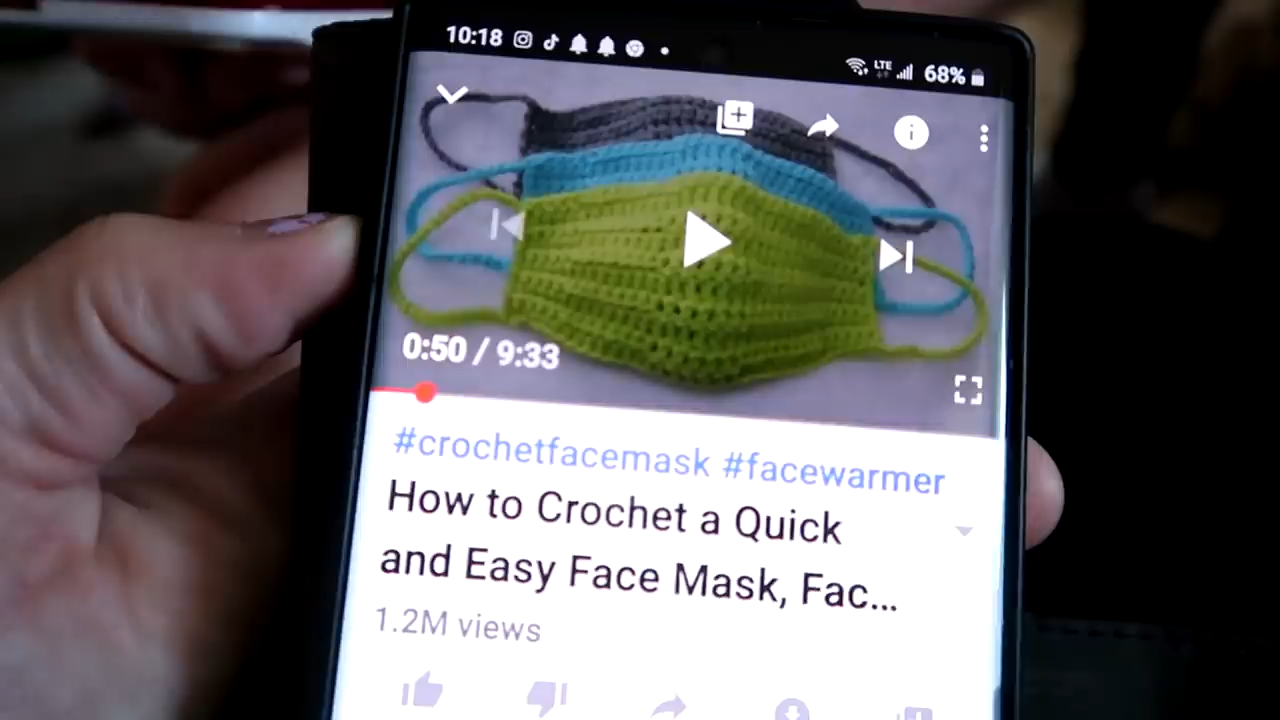 10:18
LTE
68%
0:50 / 9:33
#crochetfacemask #facewarmer
How to Crochet a Quick
and Easy Face Mask, Fac...
1.2M views